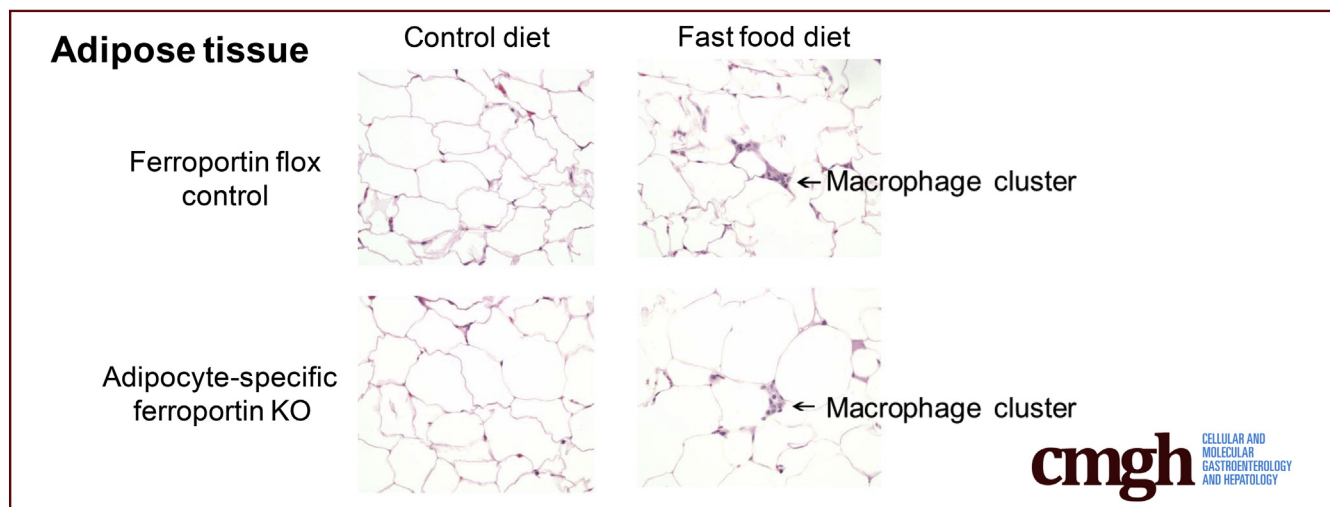 Adipose tissue
Control diet
Fast food diet
Ferroportin flox
control
Macrophage cluster
Adipocyte-specific
ferroportin KO
Macrophage cluster
cmgh
CELLULAR AND
MOLECULAR
GASTROENTEROLOGY
AND HEPATOLOGY